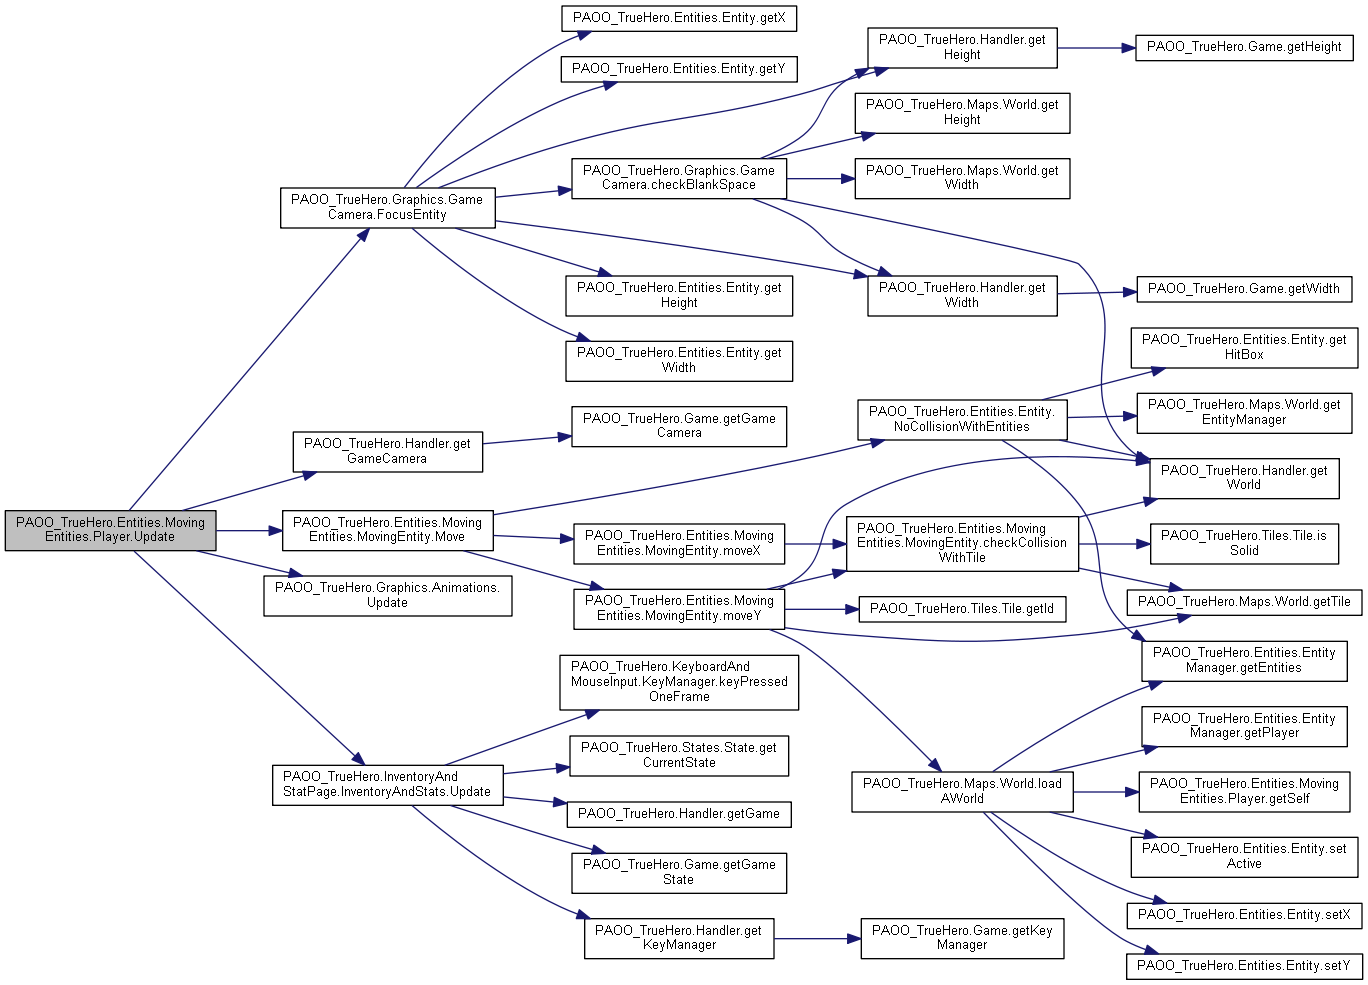 PAOO_TrueHero.Entities.Entity.getX
PAOO_TrueHero.Entities.Entity.getY
PAOO_TrueHero.Handler.get
Height
PAOO_TrueHero.Game.getHeight
PAOO_TrueHero.Maps.World.get
Height
PAOO_TrueHero.Graphics.Game
Camera.checkBlankSpace
PAOO_TrueHero.Maps.World.get
Width
PAOO_TrueHero.Graphics.Game
Camera.FocusEntity
PAOO_TrueHero.Entities.Entity.get
Height
PAOO_TrueHero.Handler.get
Width
PAOO_TrueHero.Game.getWidth
PAOO_TrueHero.Entities.Entity.get
Width
PAOO_TrueHero.Entities.Entity.get
HitBox
PAOO_TrueHero.Game.getGame
Camera
PAOO_TrueHero.Entities.Entity.
NoCollisionWithEntities
PAOO_TrueHero.Maps.World.get
EntityManager
PAOO_TrueHero.Handler.get
GameCamera
PAOO_TrueHero.Handler.get
World
PAOO_TrueHero.Entities.Moving
Entities.Player.Update
PAOO_TrueHero.Entities.Moving
Entities.MovingEntity.Move
PAOO_TrueHero.Entities.Moving
Entities.MovingEntity.moveX
PAOO_TrueHero.Entities.Moving
Entities.MovingEntity.checkCollision
WithTile
PAOO_TrueHero.Tiles.Tile.is
Solid
PAOO_TrueHero.Graphics.Animations.
Update
PAOO_TrueHero.Entities.Moving
Entities.MovingEntity.moveY
PAOO_TrueHero.Tiles.Tile.getId
PAOO_TrueHero.Maps.World.getTile
PAOO_TrueHero.Entities.Entity
Manager.getEntities
PAOO_TrueHero.KeyboardAnd
MouseInput.KeyManager.keyPressed
OneFrame
PAOO_TrueHero.Entities.Entity
Manager.getPlayer
PAOO_TrueHero.States.State.get
CurrentState
PAOO_TrueHero.InventoryAnd
StatPage.InventoryAndStats.Update
PAOO_TrueHero.Maps.World.load
AWorld
PAOO_TrueHero.Entities.Moving
Entities.Player.getSelf
PAOO_TrueHero.Handler.getGame
PAOO_TrueHero.Entities.Entity.set
Active
PAOO_TrueHero.Game.getGame
State
PAOO_TrueHero.Entities.Entity.setX
PAOO_TrueHero.Handler.get
KeyManager
PAOO_TrueHero.Game.getKey
Manager
PAOO_TrueHero.Entities.Entity.setY